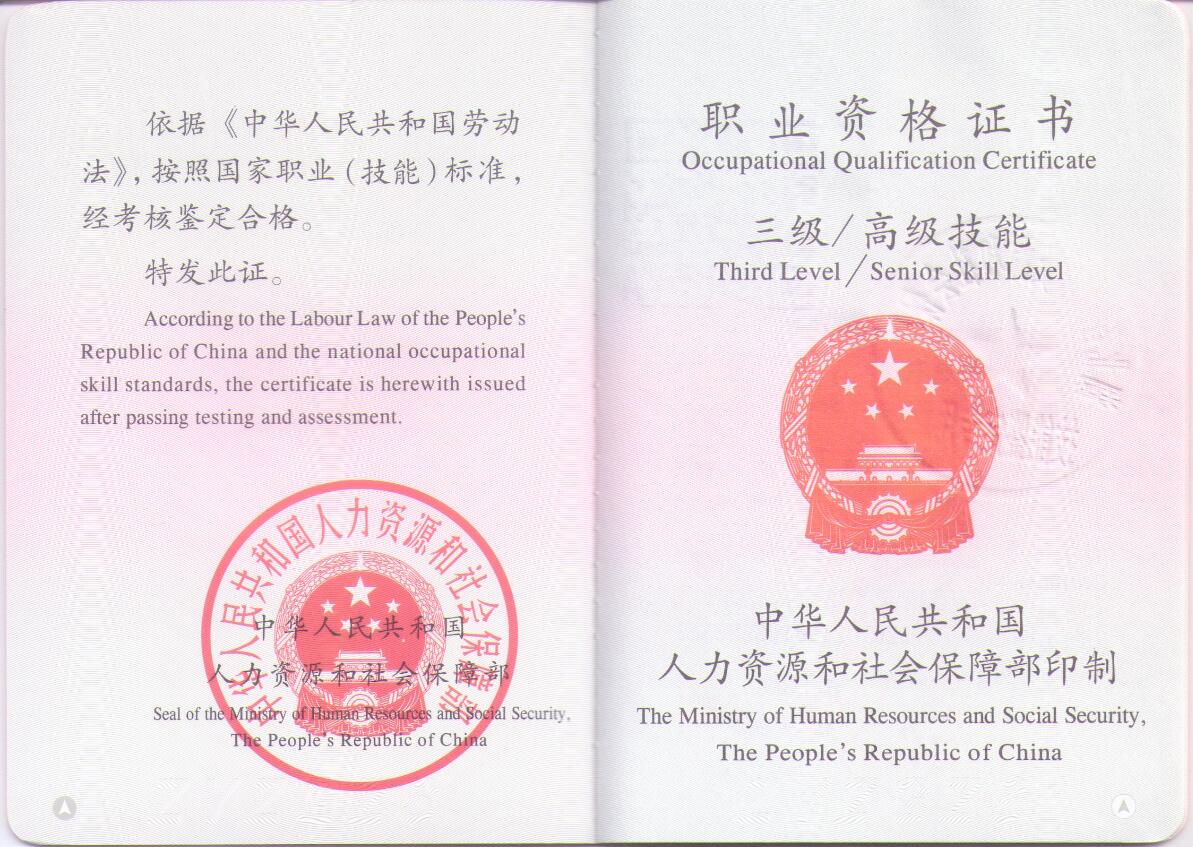 依据《中华人民共和国劳动
法》，按照国家职业（技能）标准，
经考核鉴定合格。
特发此证。
According to the Labour Law of the People's
Republic of China and the national occupational
skill standards, the certificate is herewith issued
after passing testing and assessment.
中华人民共和国人力资源和社会保障部
中华人民共和国
人力资源和社会保障部
Seal of the Ministry of Human Resources and Social Security,
The People's Republic of China
职业资格证书
Occupational Qualification Certificate
三级/高级技能
Third Level/Senior Skill Level
中华人民共和国
人力资源和社会保障部印制
The Ministry of Human Resources and Social Security,
The People's Republic of China